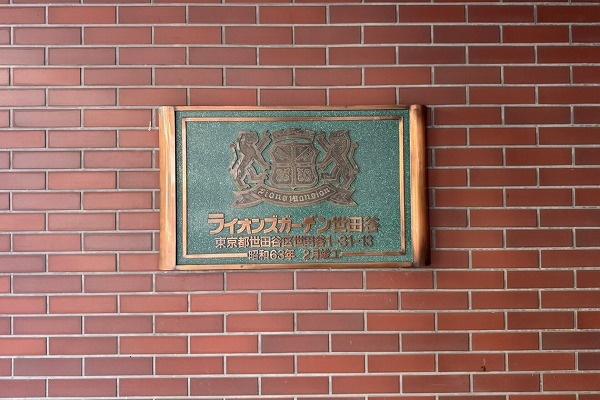 Lions Mansion
ライオンズガーデン世田谷
東京都世田谷区世田谷1-31-13
昭和63年 2月竣工